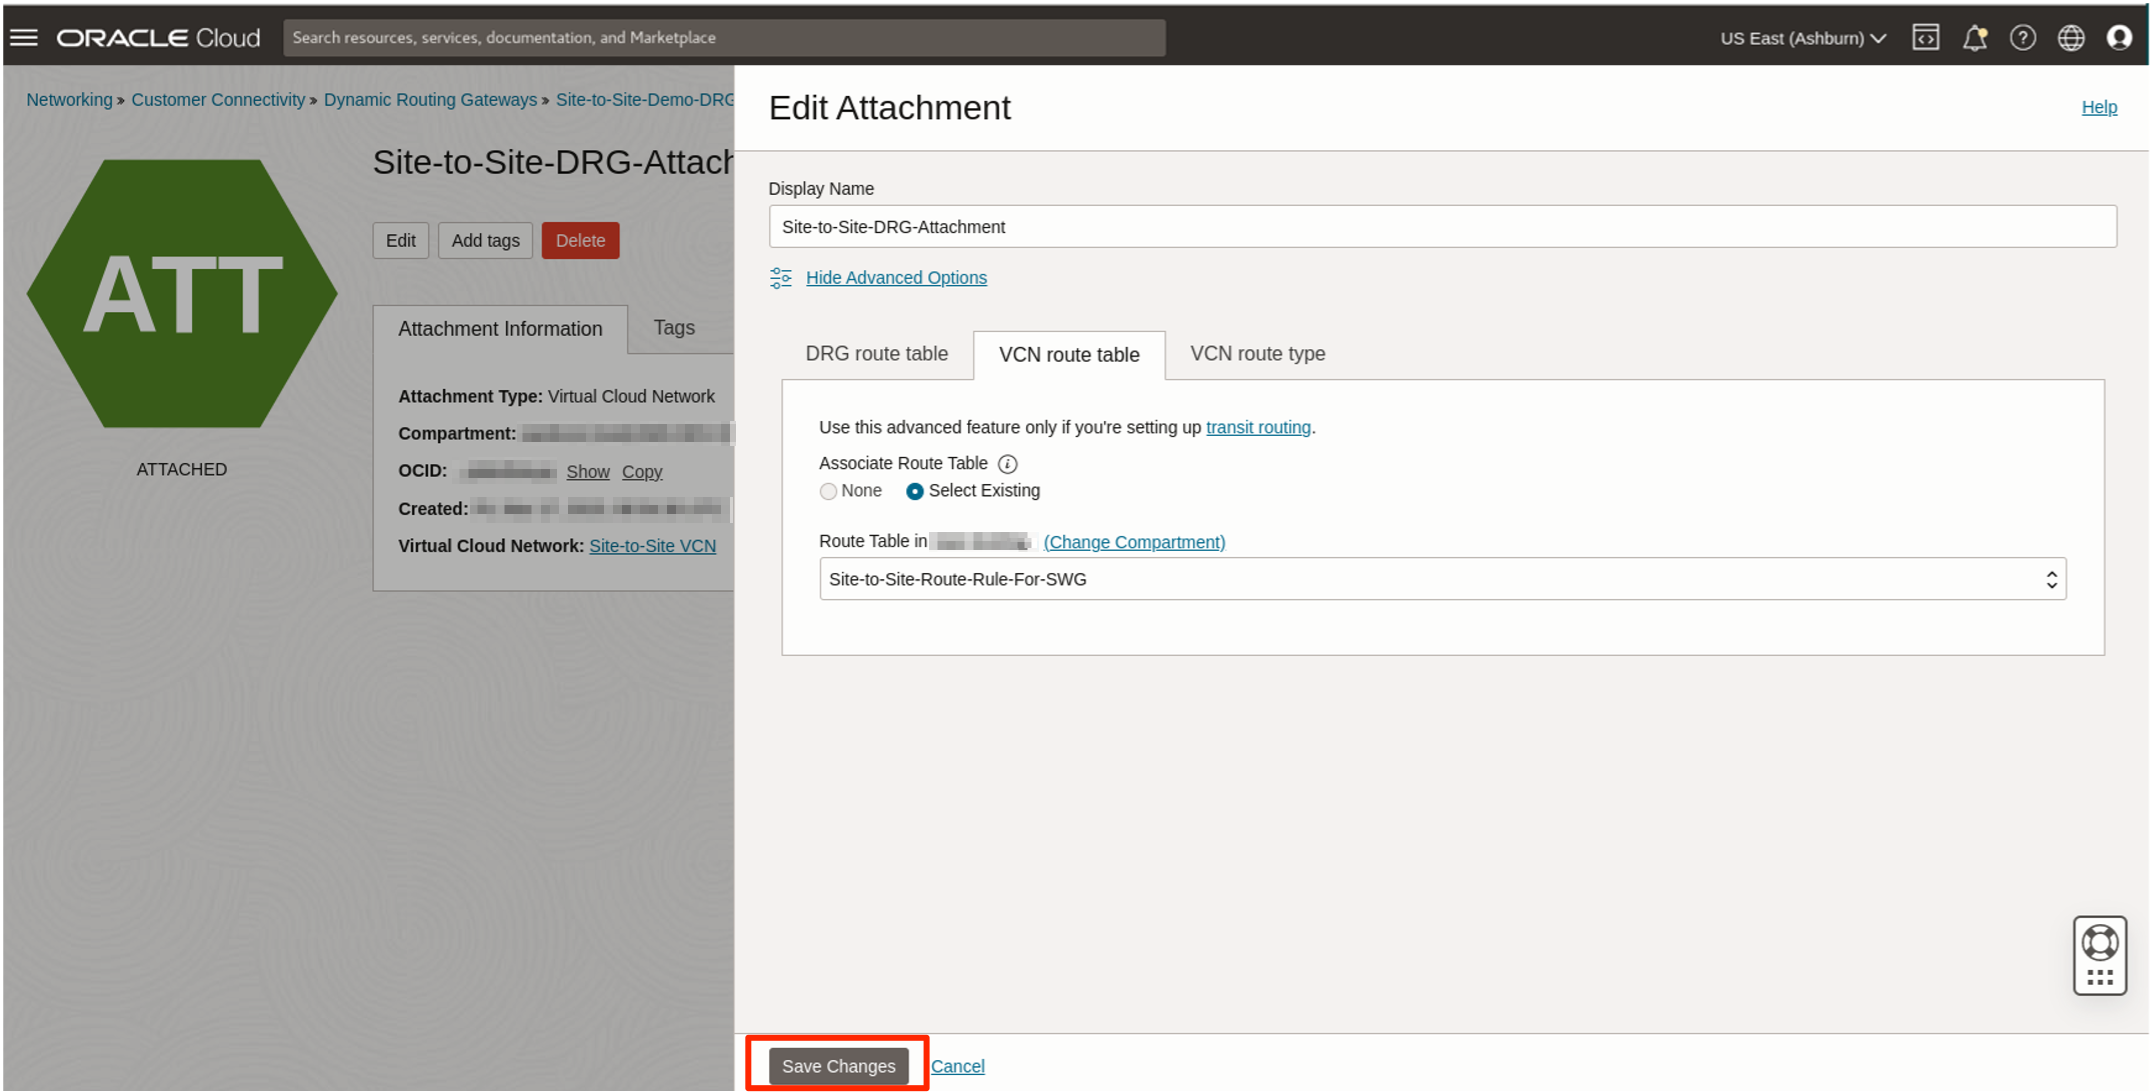 ORACLE Cloud
Search resources, services, documentation, and Marketplace
US East (Ashburn)
Networking » Customer Connectivity » Dynamic Routing Gateways » Site-to-Site-Demo-DRG
Site-to-Site-DRG-Attach
Edit Add tags Delete
ATT
ATTACHED
Attachment Information Tags
Attachment Type: Virtual Cloud Network
Compartment:
OCID: Show Copy
Created:
Virtual Cloud Network: Site-to-Site VCN
Edit Attachment
Help
Display Name
Site-to-Site-DRG-Attachment
Hide Advanced Options
DRG route table VCN route table VCN route type
Use this advanced feature only if you're setting up transit routing.
Associate Route Table
None Select Existing
Route Table in (Change Compartment)
Site-to-Site-Route-Rule-For-SWG
Save Changes Cancel